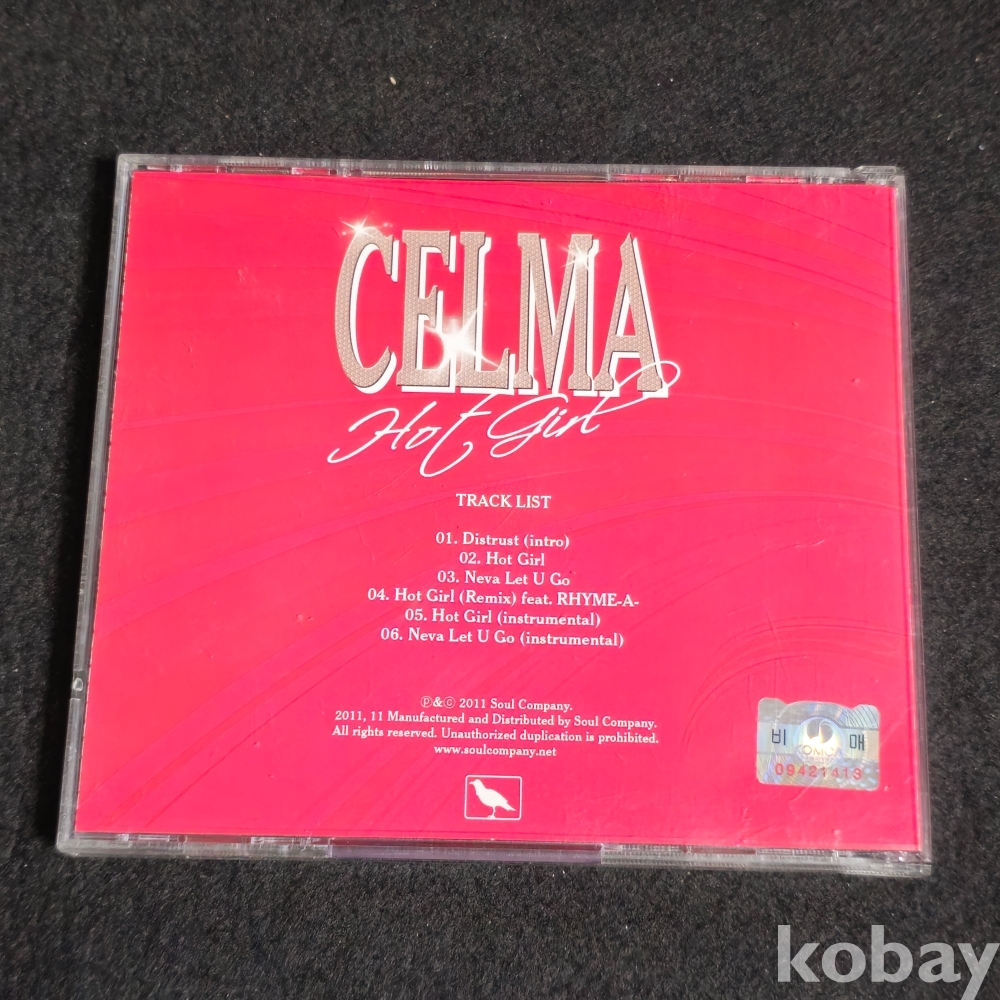 CELMA
Hot Girl
TRACK LIST
01. Distrust (intro)
02. Hot Girl
03. Neva Let U Go
04. Hot Girl (Remix) feat. RHYME-A-
05. Hot Girl (instrumental)
06. Neva Let U Go (instrumental)
℗&© 2011 Soul Company.
2011, 11 Manufactured and Distributed by Soul Company.
All rights reserved. Unauthorized duplication is prohibited.
www.soulcompany.net
비 KOMCA 매
09421413
kobay